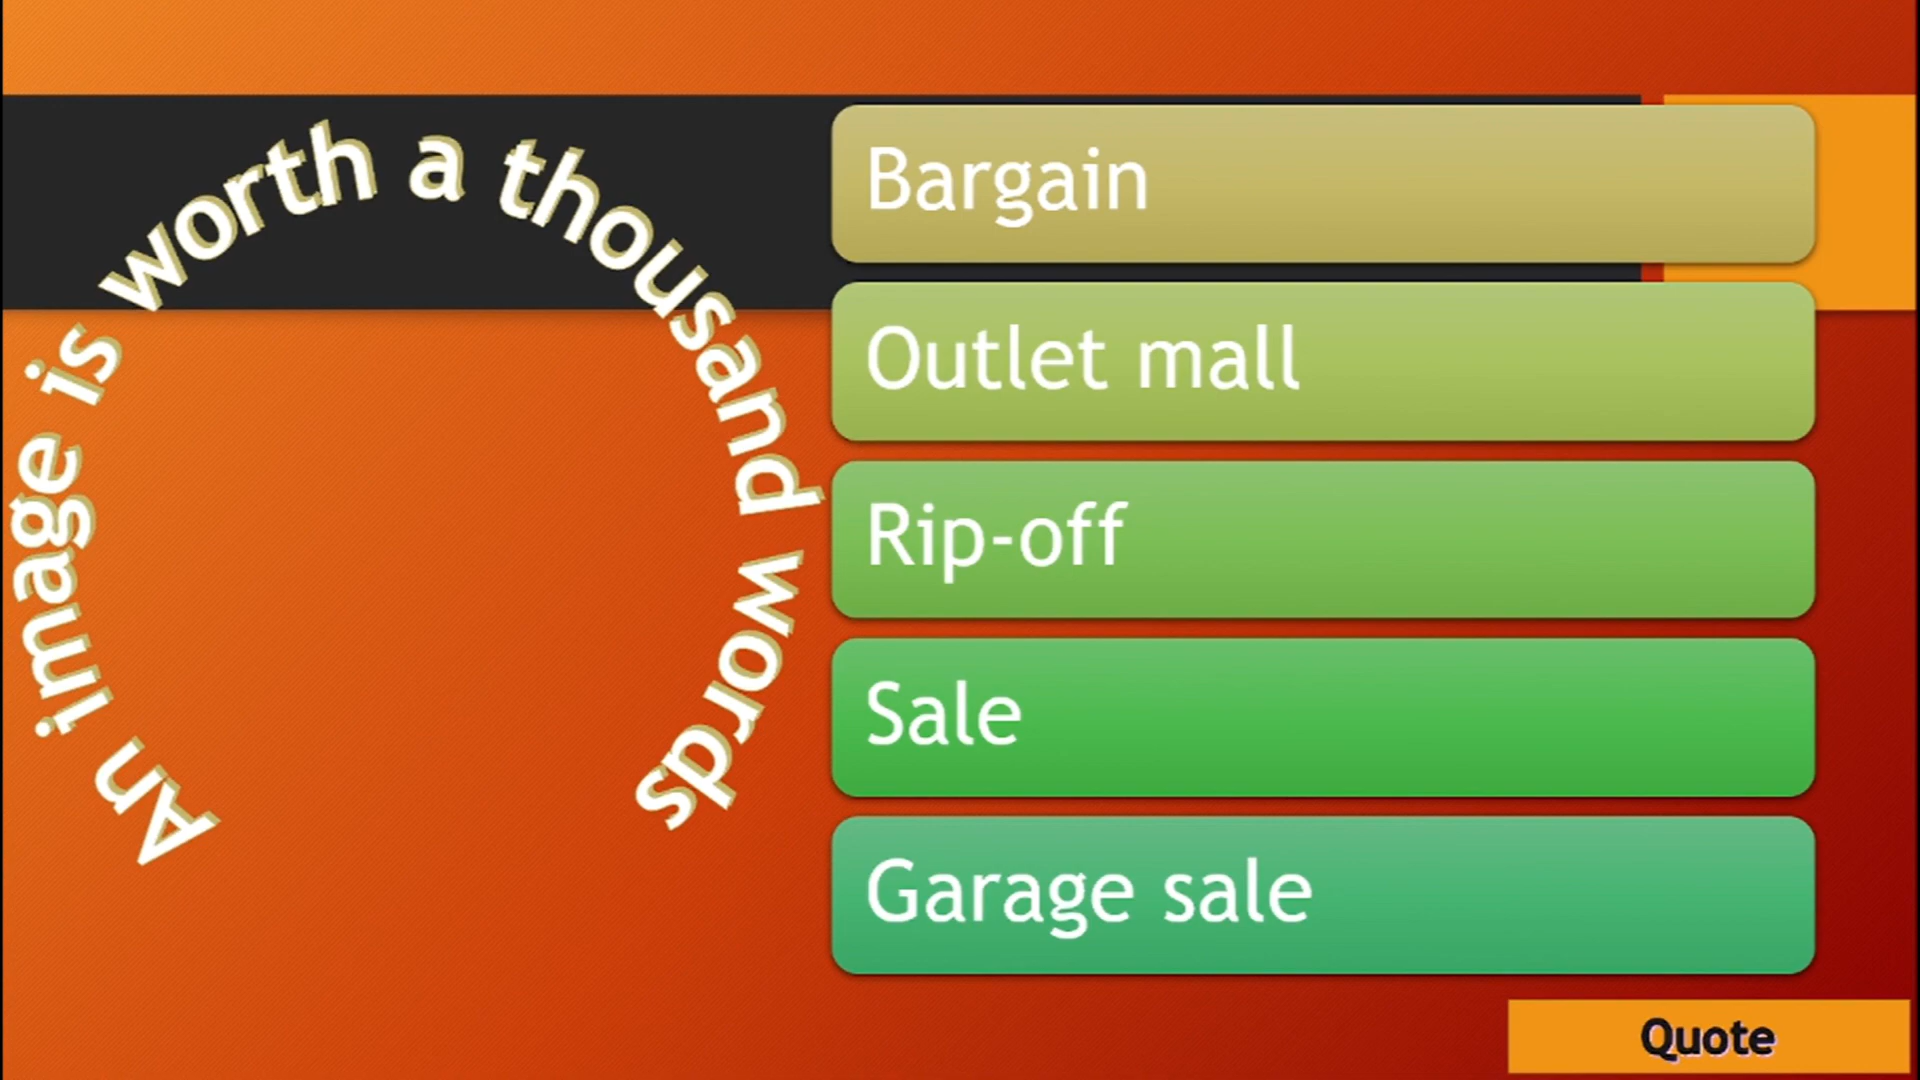 An image is worth a thousand words
Bargain
Outlet mall
Rip-off
Sale
Garage sale
Quote